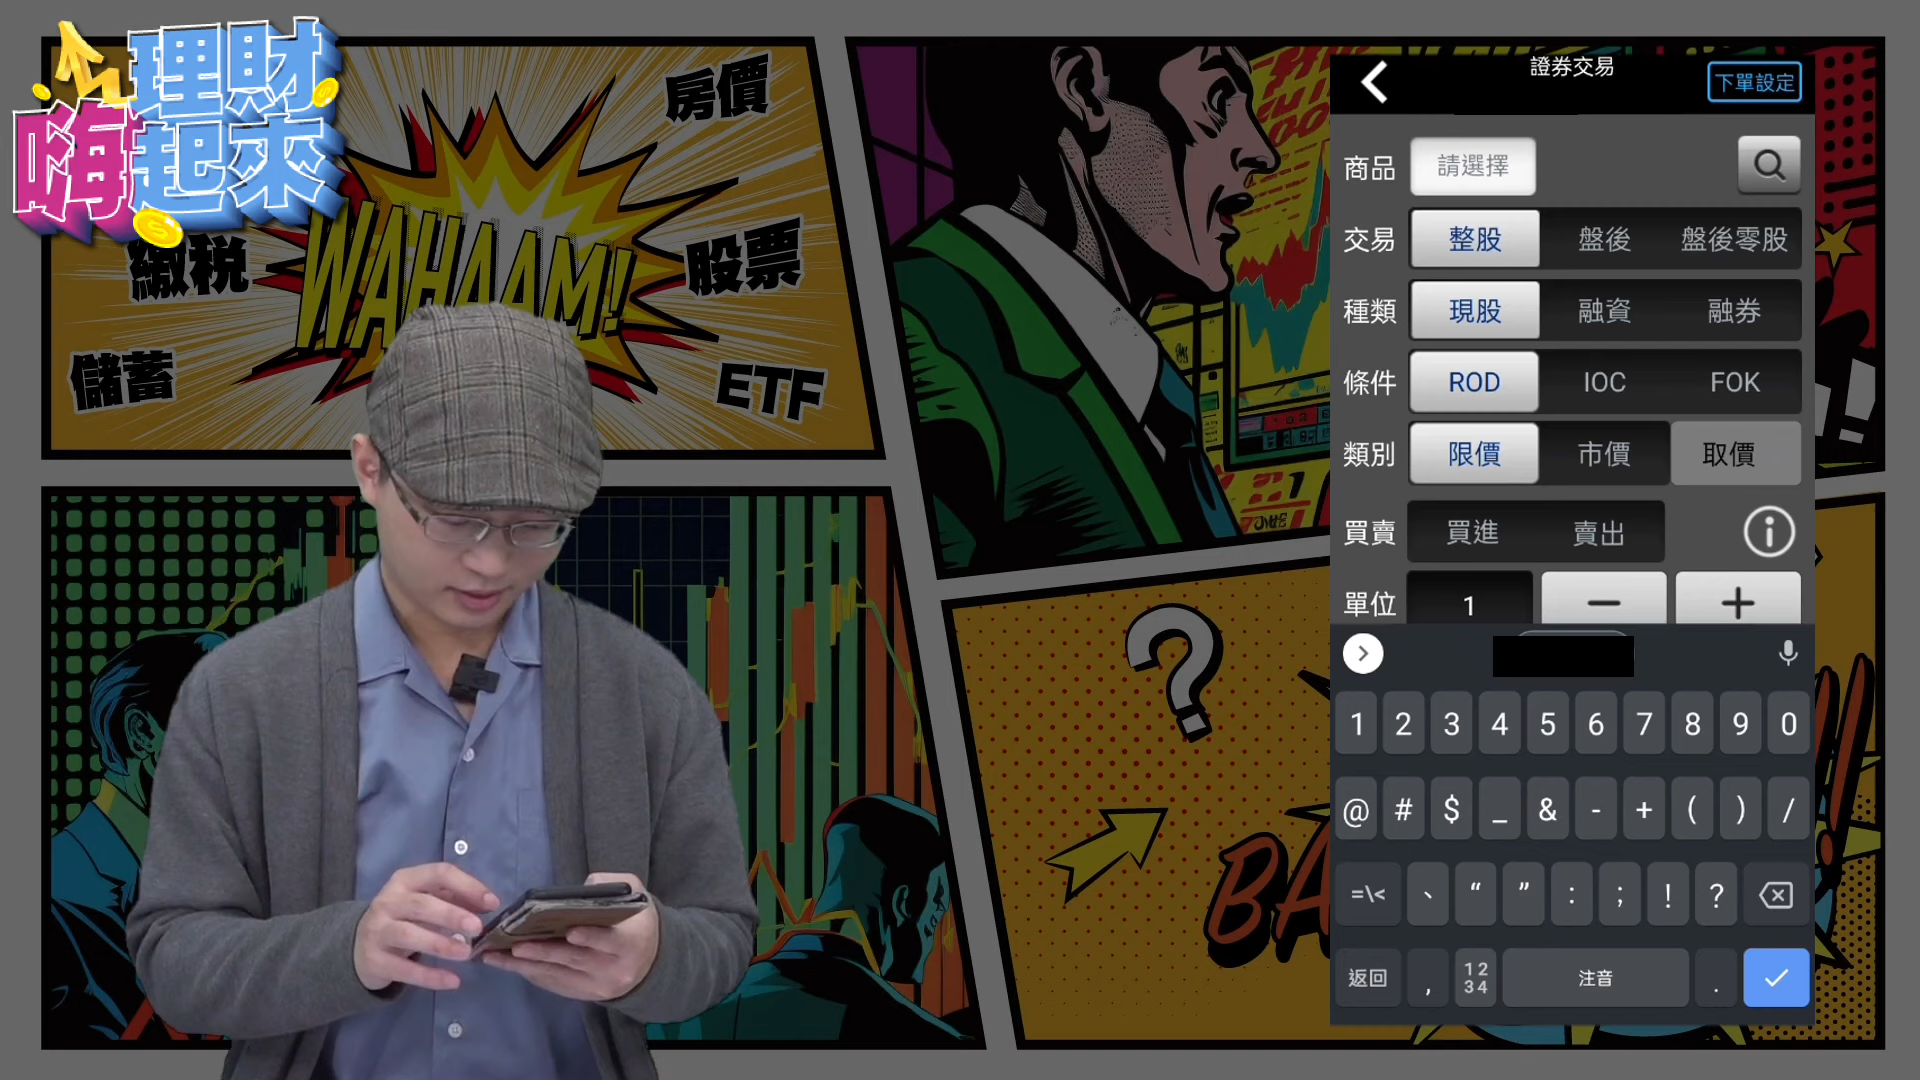 理財
嗨起來
房價
WAHAAM!
繳税
股票
儲蓄
ETF
?
BA
證券交易
下單設定
商品 請選擇
交易 整股 盤後 盤後零股
種類 現股 融資 融券
條件 ROD IOC FOK
類別 限價 市價 取價
買賣 買進 賣出
單位 1 － ＋
1 2 3 4 5 6 7 8 9 0
@ # $ _ & - + ( ) /
=\< 、 “ ” : ; ! ?
返回 , 1234 注音 .